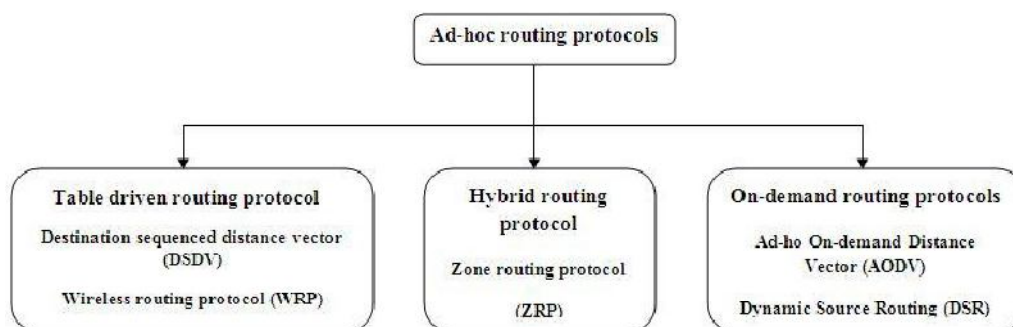 Ad-hoc routing protocols
Table driven routing protocol
Destination sequenced distance vector
(DSDV)
Wireless routing protocol (WRP)
Hybrid routing
protocol
Zone routing protocol
(ZRP)
On-demand routing protocols
Ad-ho On-demand Distance
Vector (AODV)
Dynamic Source Routing (DSR)